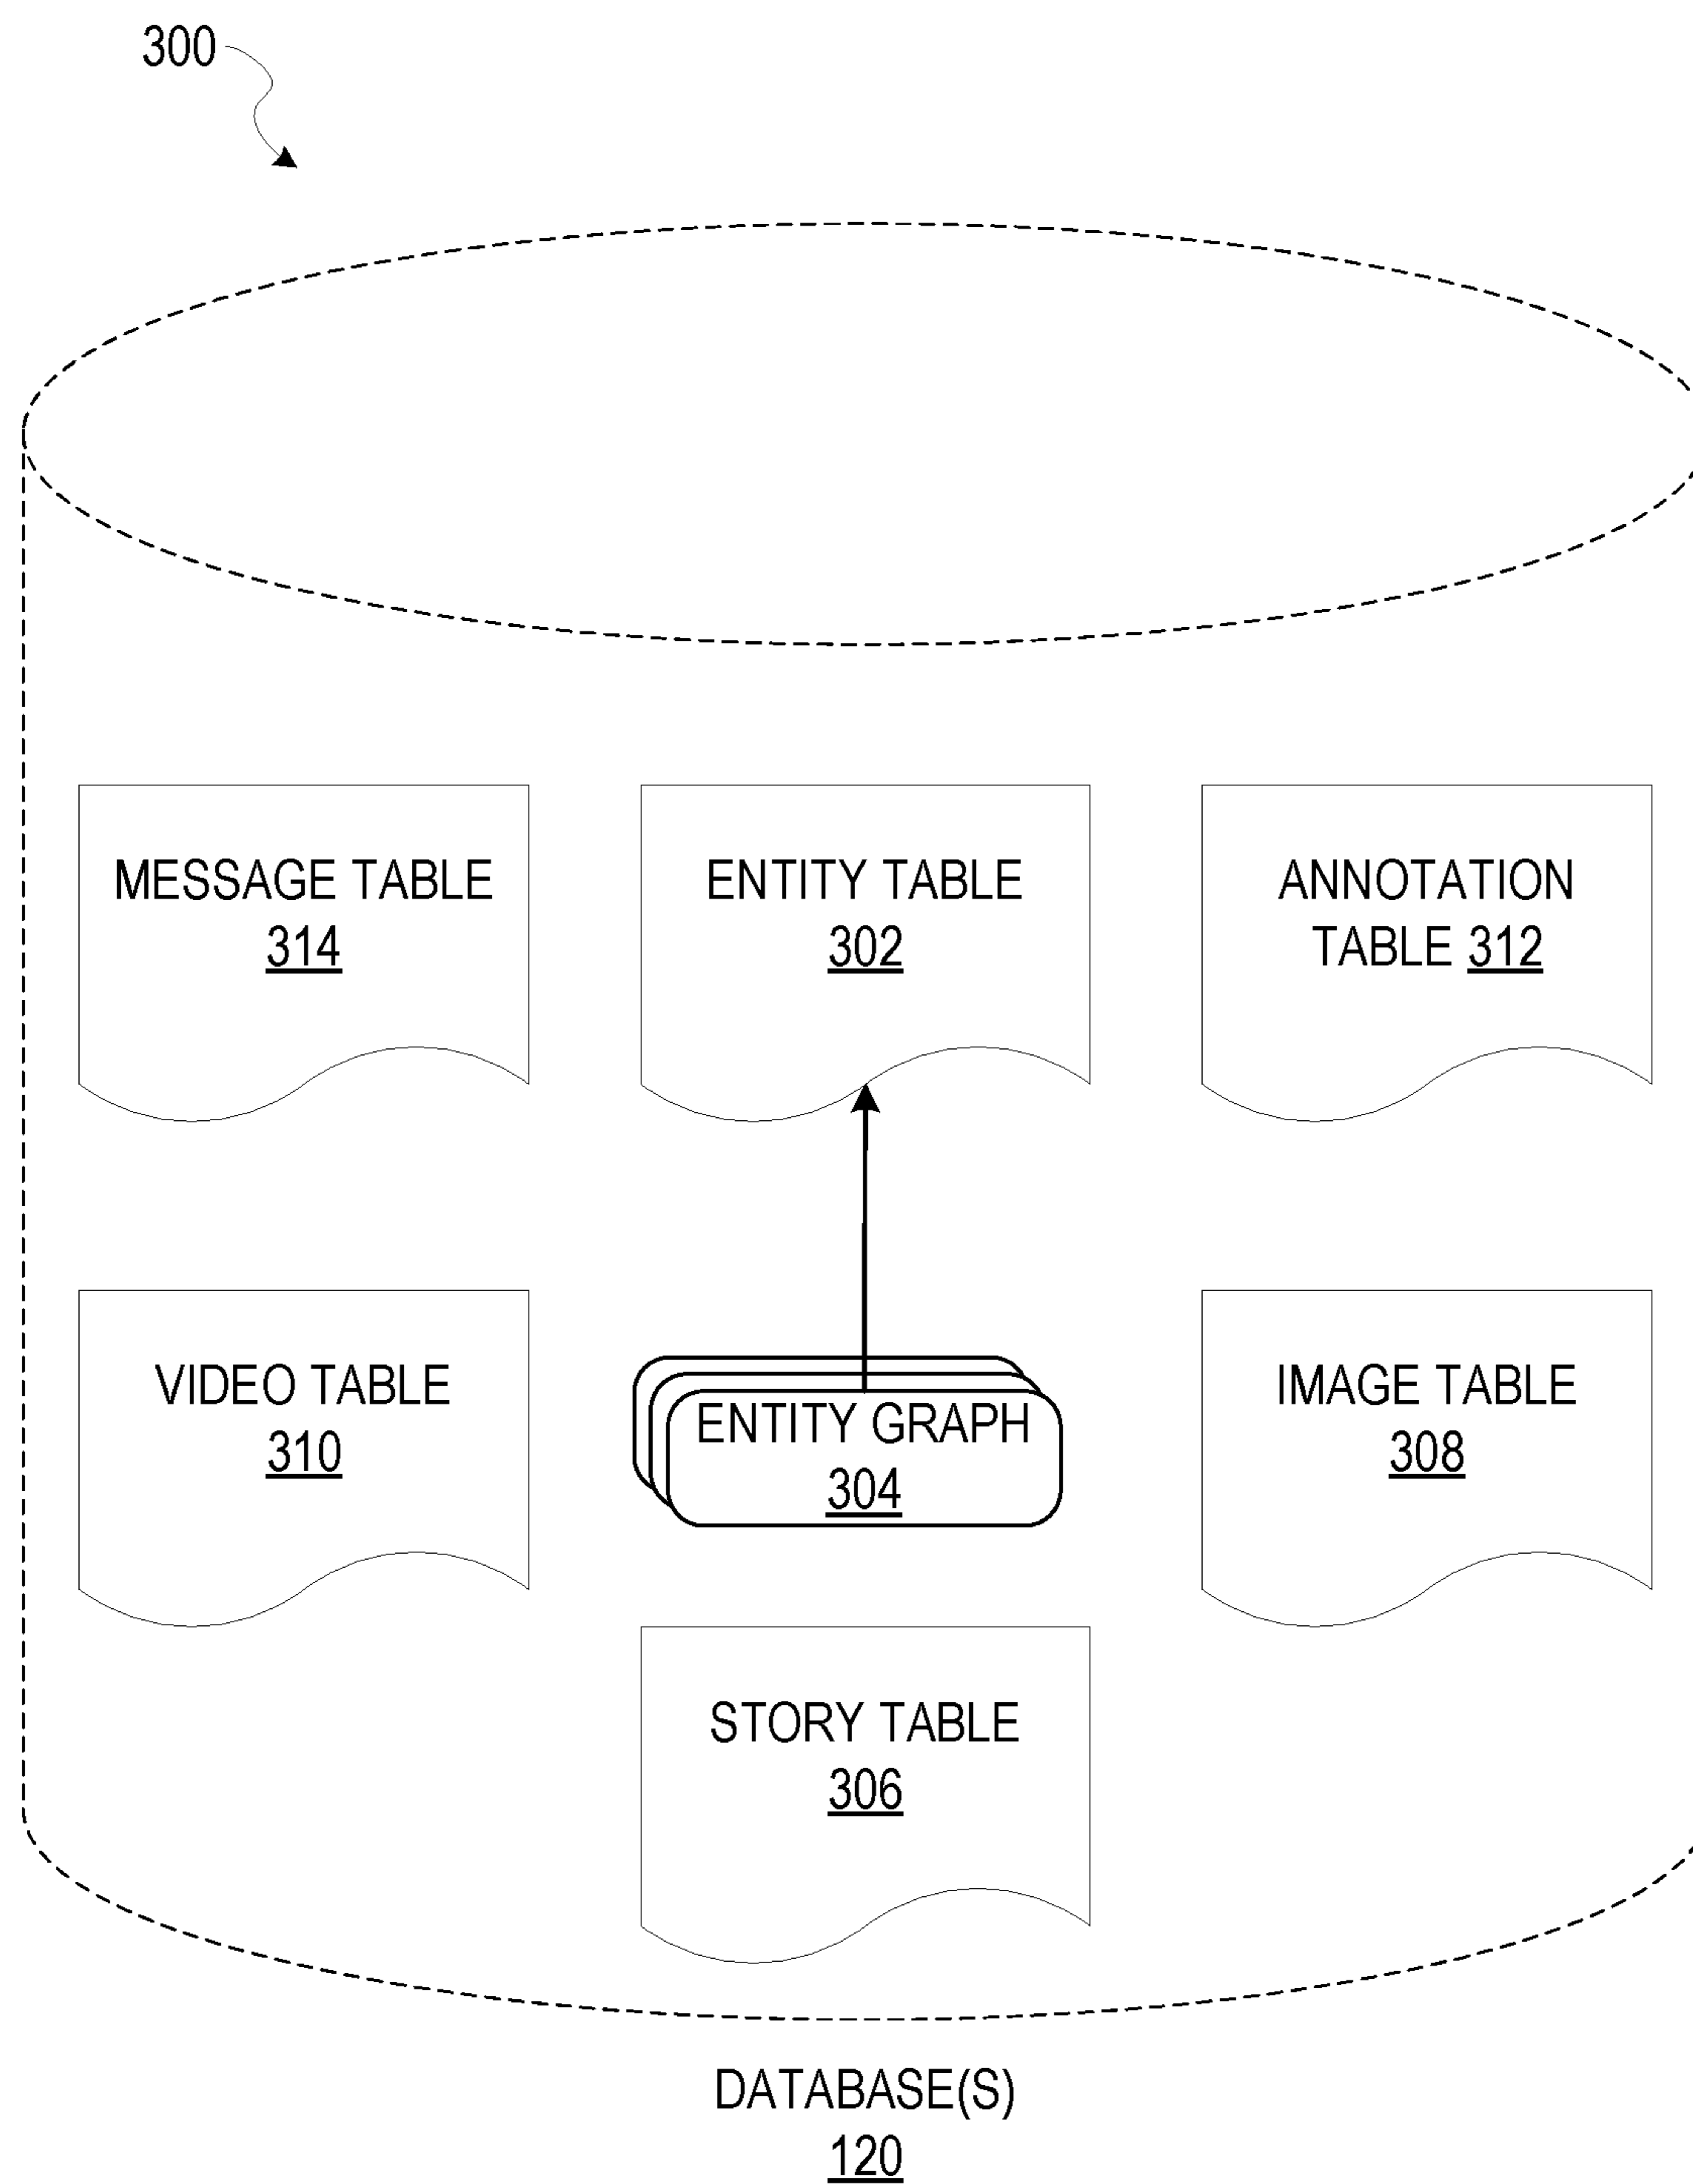 300
MESSAGE TABLE
314
ENTITY TABLE
302
ANNOTATION
TABLE 312
VIDEO TABLE
310
ENTITY GRAPH
304
IMAGE TABLE
308
STORY TABLE
306
DATABASE(S)
120